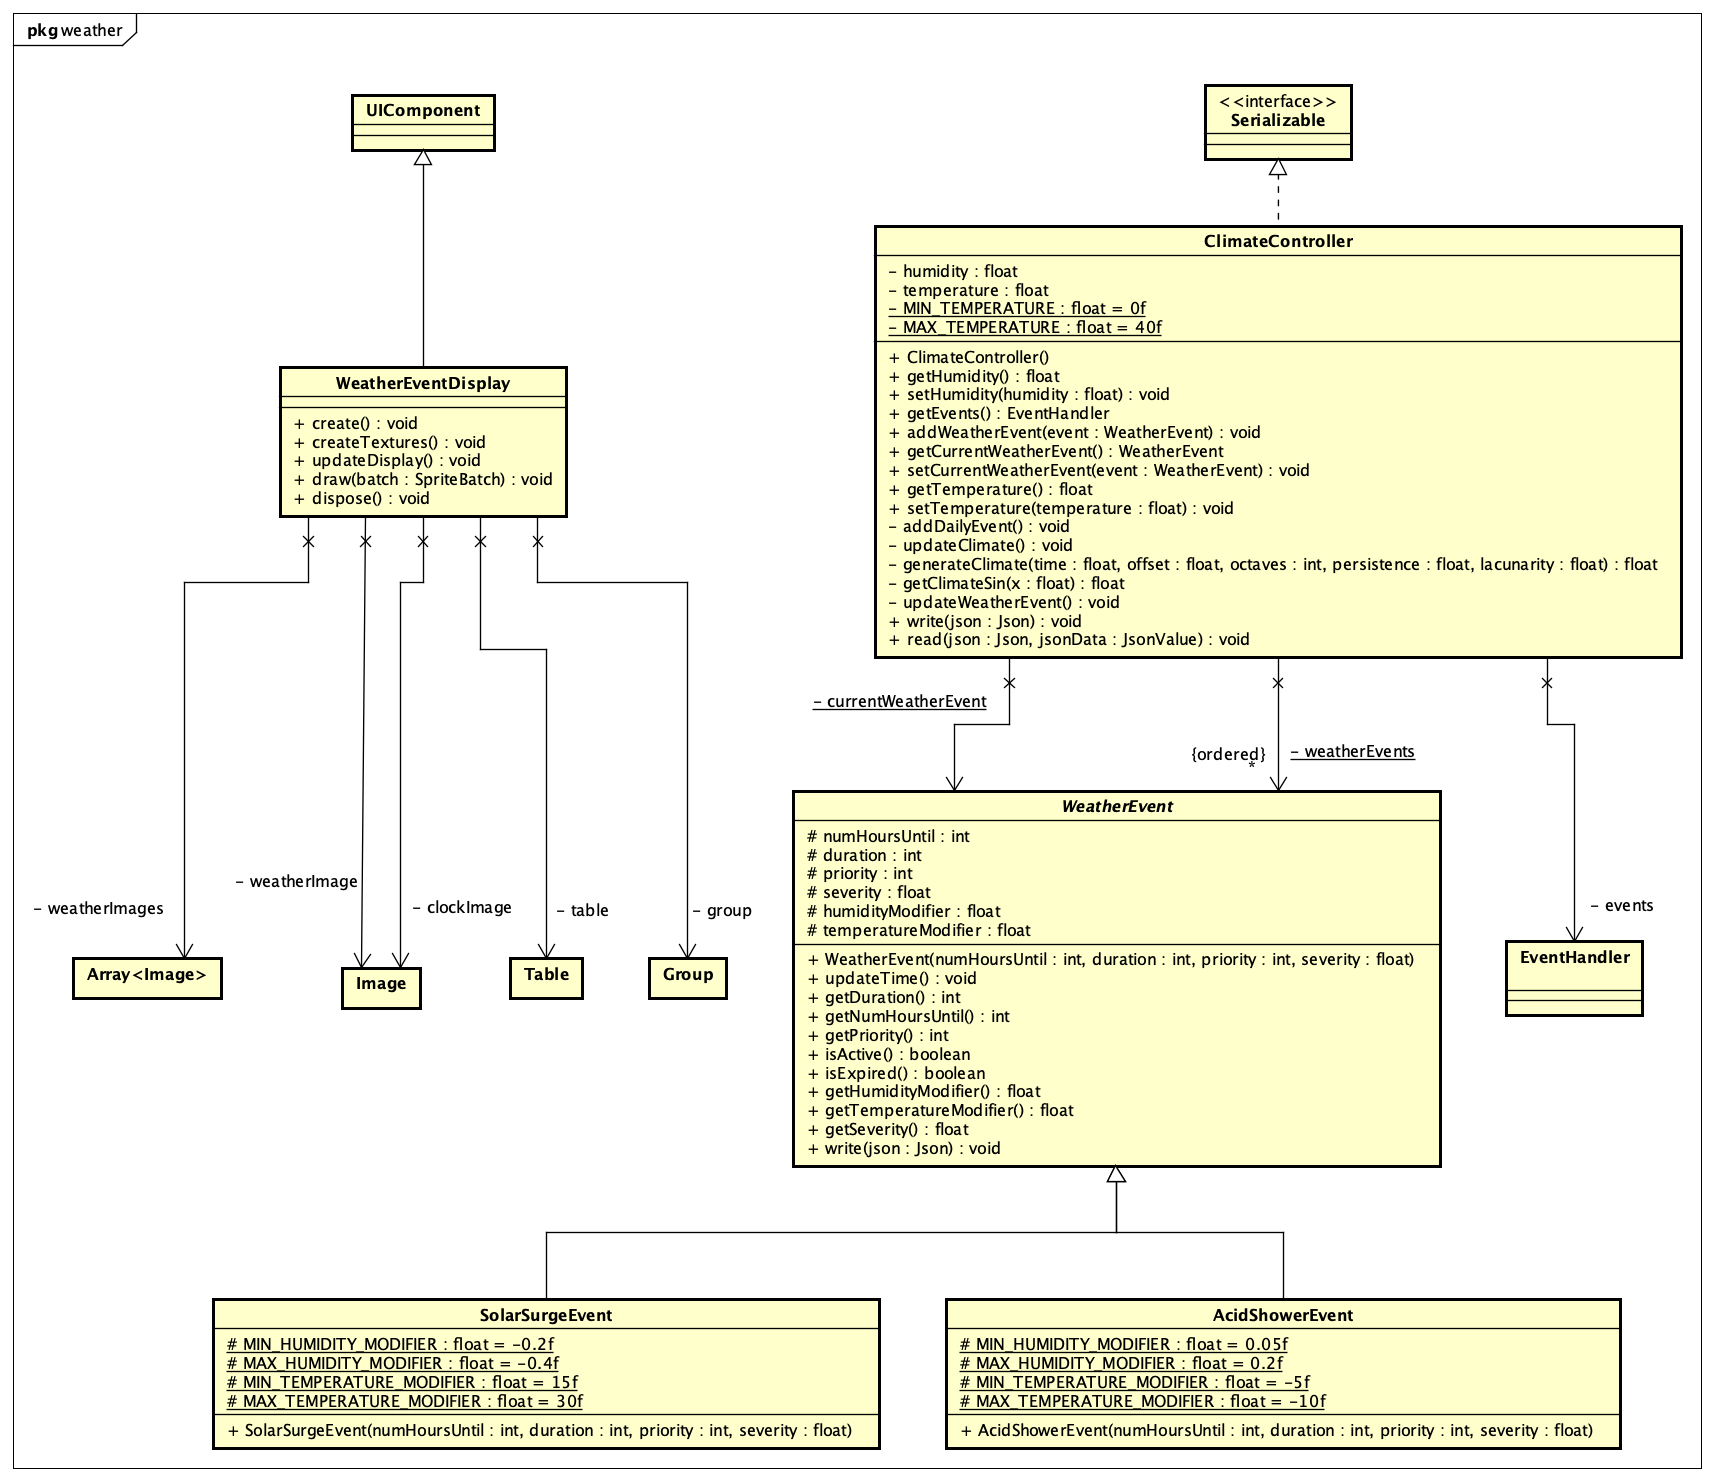 pkg weather
UIComponent
<<interface>>
Serializable
WeatherEventDisplay
+ create() : void
+ createTextures() : void
+ updateDisplay() : void
+ draw(batch : SpriteBatch) : void
+ dispose() : void
ClimateController
- humidity : float
- temperature : float
- MIN_TEMPERATURE : float = 0f
- MAX_TEMPERATURE : float = 40f
+ ClimateController()
+ getHumidity() : float
+ setHumidity(humidity : float) : void
+ getEvents() : EventHandler
+ addWeatherEvent(event : WeatherEvent) : void
+ getCurrentWeatherEvent() : WeatherEvent
+ setCurrentWeatherEvent(event : WeatherEvent) : void
+ getTemperature() : float
+ setTemperature(temperature : float) : void
- addDailyEvent() : void
- updateClimate() : void
- generateClimate(time : float, offset : float, octaves : int, persistence : float, lacunarity : float) : float
- getClimateSin(x : float) : float
- updateWeatherEvent() : void
+ write(json : Json) : void
+ read(json : Json, jsonData : JsonValue) : void
- currentWeatherEvent
{ordered}
*
- weatherEvents
- events
- weatherImages
- weatherImage
- clockImage
- table
- group
Array<Image>
Image
Table
Group
WeatherEvent
# numHoursUntil : int
# duration : int
# priority : int
# severity : float
# humidityModifier : float
# temperatureModifier : float
+ WeatherEvent(numHoursUntil : int, duration : int, priority : int, severity : float)
+ updateTime() : void
+ getDuration() : int
+ getNumHoursUntil() : int
+ getPriority() : int
+ isActive() : boolean
+ isExpired() : boolean
+ getHumidityModifier() : float
+ getTemperatureModifier() : float
+ getSeverity() : float
+ write(json : Json) : void
EventHandler
SolarSurgeEvent
# MIN_HUMIDITY_MODIFIER : float = -0.2f
# MAX_HUMIDITY_MODIFIER : float = -0.4f
# MIN_TEMPERATURE_MODIFIER : float = 15f
# MAX_TEMPERATURE_MODIFIER : float = 30f
+ SolarSurgeEvent(numHoursUntil : int, duration : int, priority : int, severity : float)
AcidShowerEvent
# MIN_HUMIDITY_MODIFIER : float = 0.05f
# MAX_HUMIDITY_MODIFIER : float = 0.2f
# MIN_TEMPERATURE_MODIFIER : float = -5f
# MAX_TEMPERATURE_MODIFIER : float = -10f
+ AcidShowerEvent(numHoursUntil : int, duration : int, priority : int, severity : float)